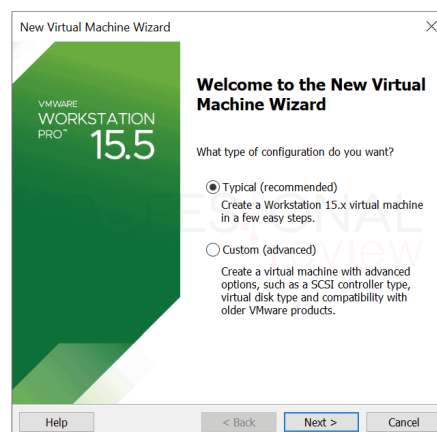 New Virtual Machine Wizard
VMWARE
WORKSTATION
PRO™
15.5
Welcome to the New Virtual
Machine Wizard
What type of configuration do you want?
Typical (recommended)
Create a Workstation 15.x virtual machine
in a few easy steps.
Custom (advanced)
Create a virtual machine with advanced
options, such as a SCSI controller type,
virtual disk type and compatibility with
older VMware products.
PROFESIONAL
review
Help
< Back
Next >
Cancel